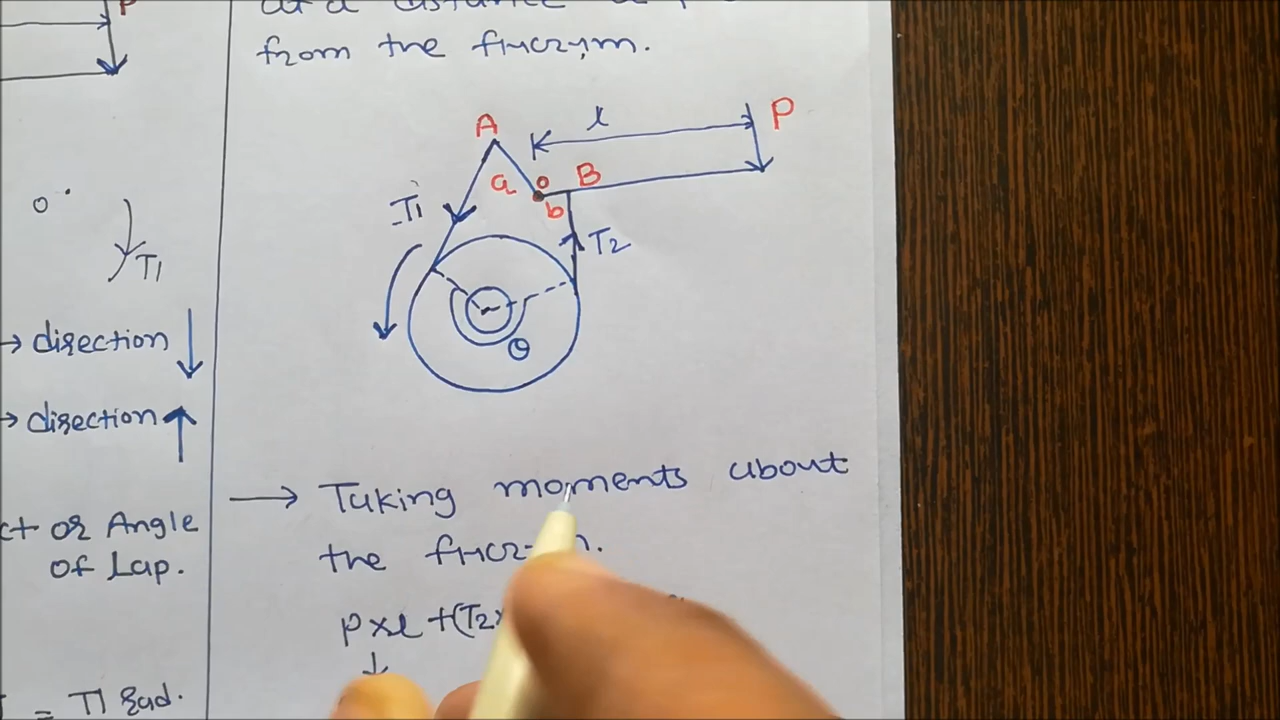 P
from the fulcrum.
A
l
P
a
o
B
b
T1
T2
θ
o
T1
→ direction ↓
→ direction ↑
ct or Angle
of Lap.
= T1 rad.
→ Taking moments about
the
P×l +(T2×
↓